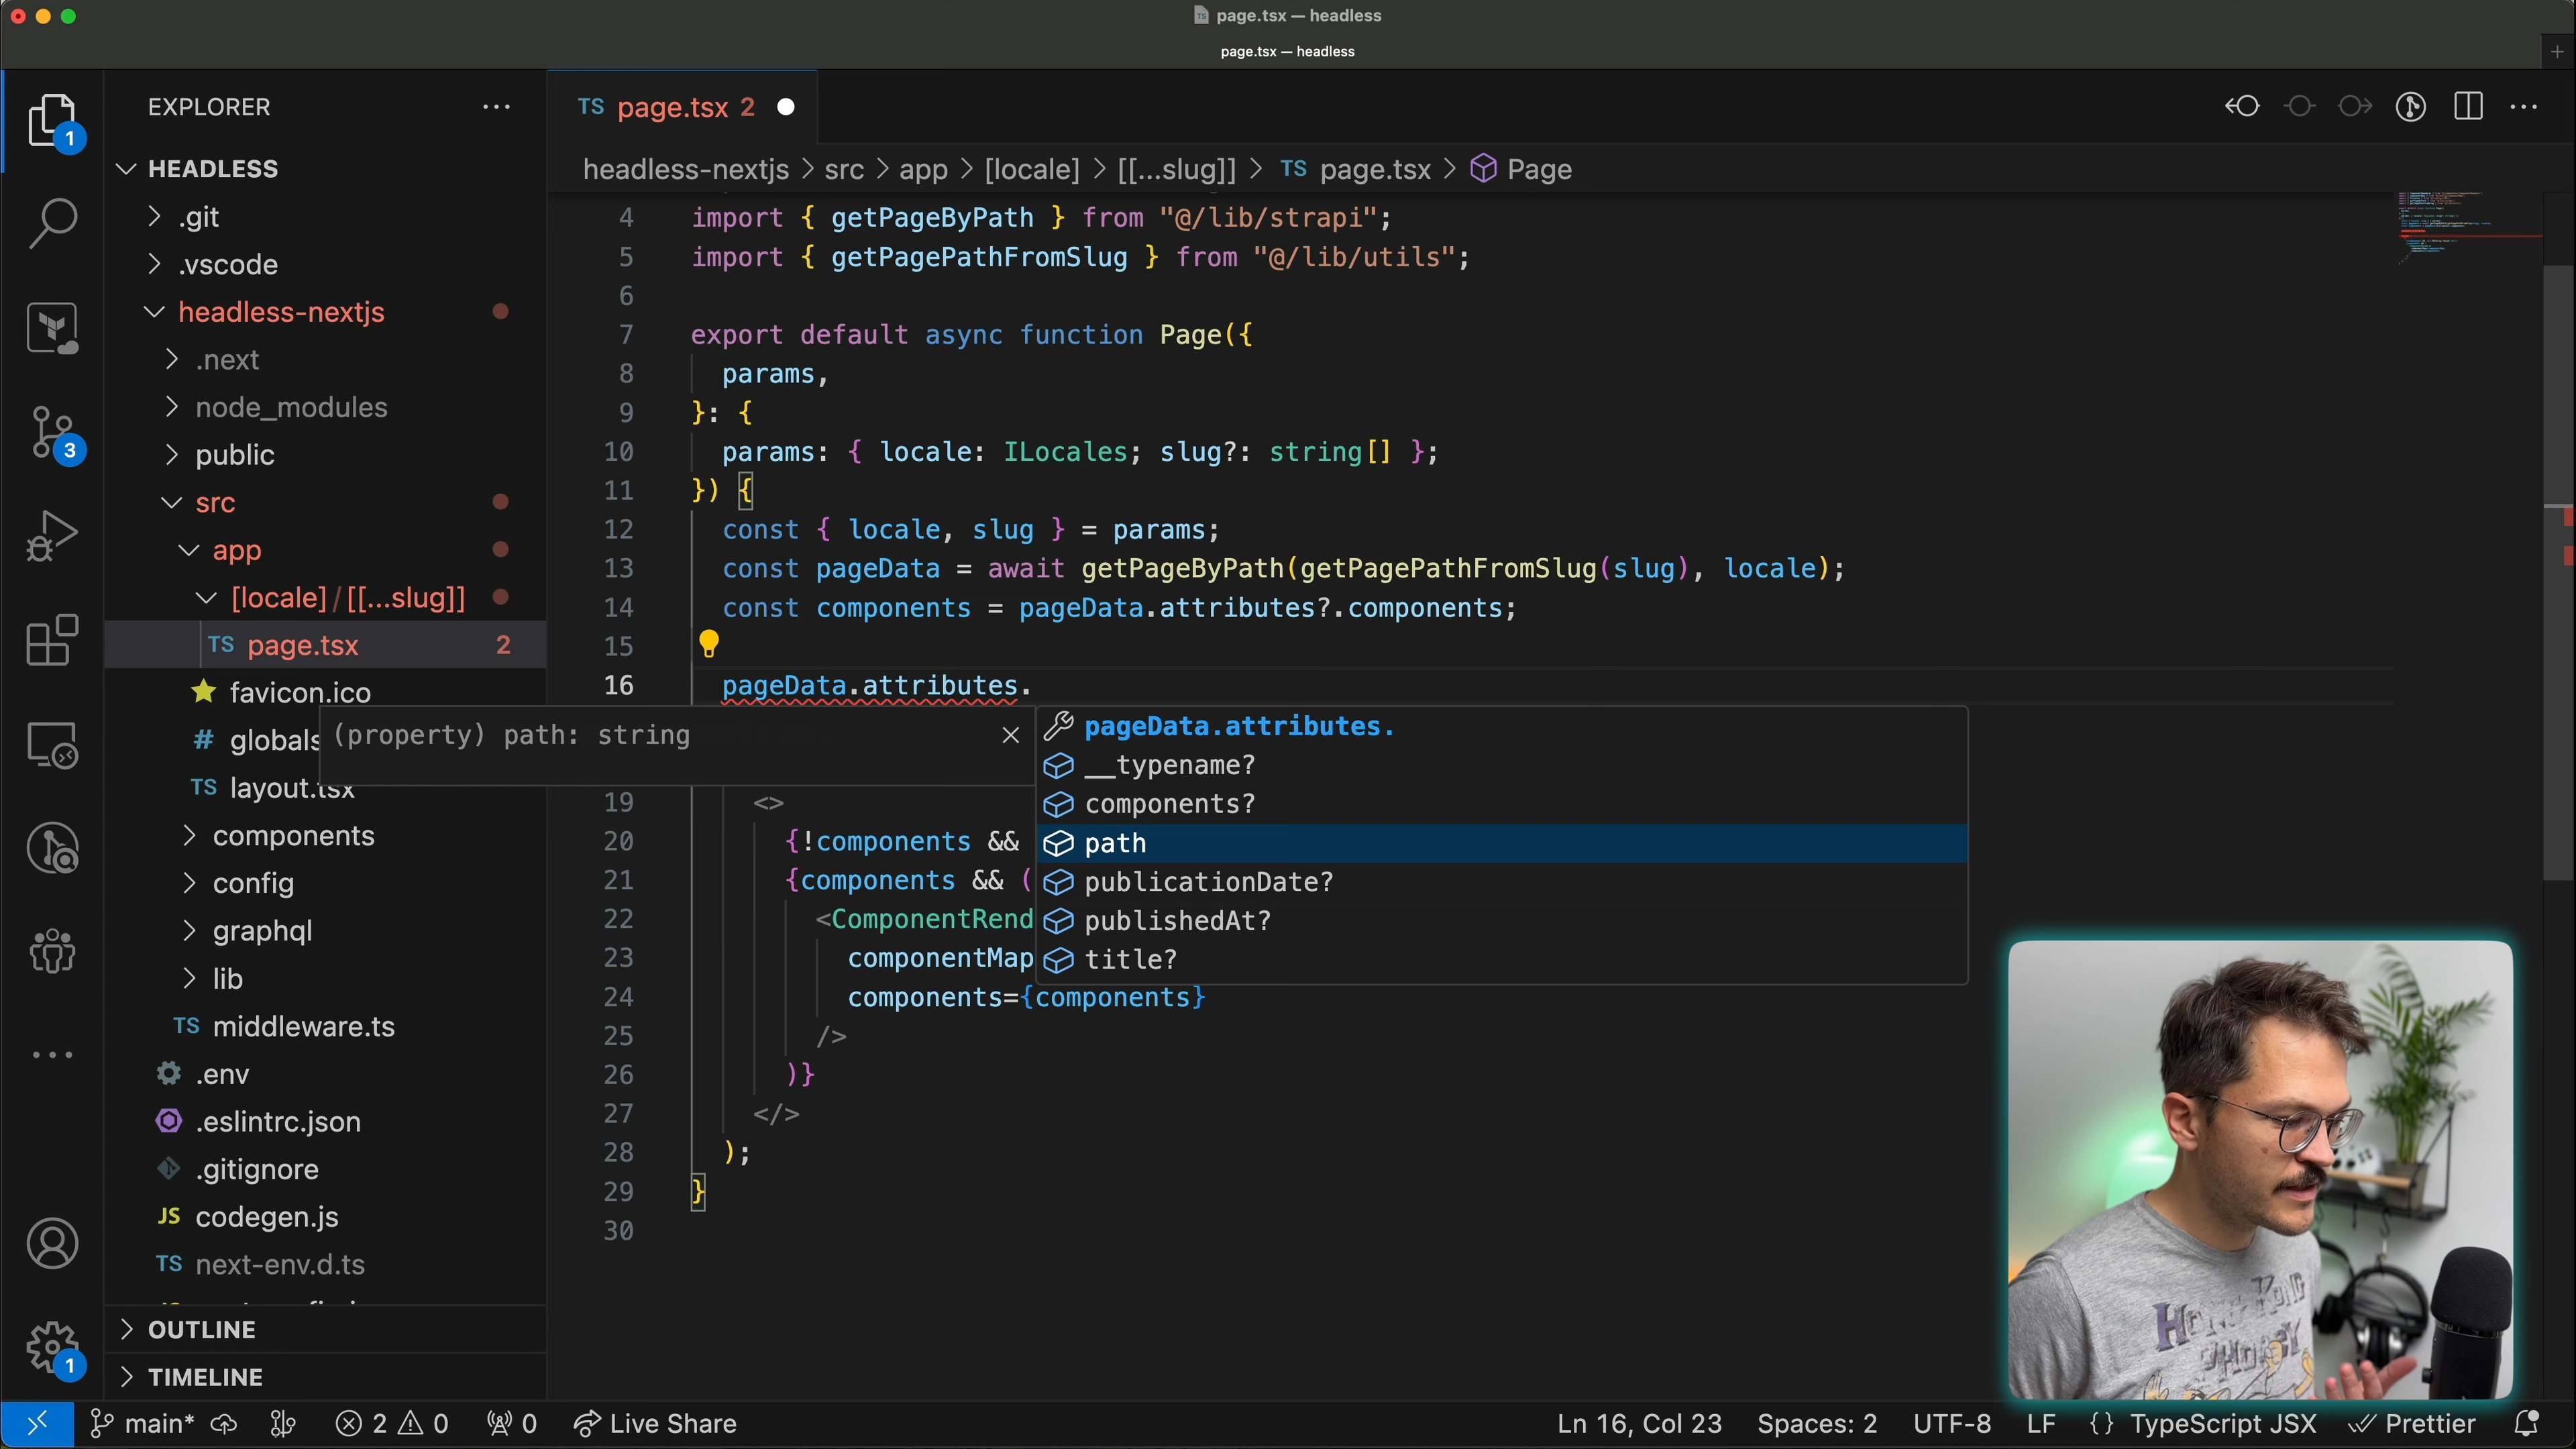 page.tsx — headless
page.tsx — headless
EXPLORER
HEADLESS
.git
.vscode
headless-nextjs
.next
node_modules
public
src
app
[locale]/[[...slug]]
TS page.tsx 2
favicon.ico
# globals
TS layout.tsx
components
config
graphql
lib
TS middleware.ts
.env
.eslintrc.json
.gitignore
JS codegen.js
TS next-env.d.ts
OUTLINE
TIMELINE
1
3
1
TS page.tsx 2
headless-nextjs > src > app > [locale] > [[...slug]] > TS page.tsx > Page
4 import { getPageByPath } from "@/lib/strapi";
5 import { getPagePathFromSlug } from "@/lib/utils";
6
7 export default async function Page({
8 params,
9 }: {
10 params: { locale: ILocales; slug?: string[] };
11 }) {
12 const { locale, slug } = params;
13 const pageData = await getPageByPath(getPagePathFromSlug(slug), locale);
14 const components = pageData.attributes?.components;
15
16 pageData.attributes.
(property) path: string
pageData.attributes.
__typename?
components?
path
publicationDate?
publishedAt?
title?
19 <>
20 {!components &&
21 {components && (
22 <ComponentRend
23 componentMap
24 components={components}
25 />
26 )}
27 </>
28 );
29 }
30
main* 2 0 0 Live Share
Ln 16, Col 23 Spaces: 2 UTF-8 LF {} TypeScript JSX Prettier